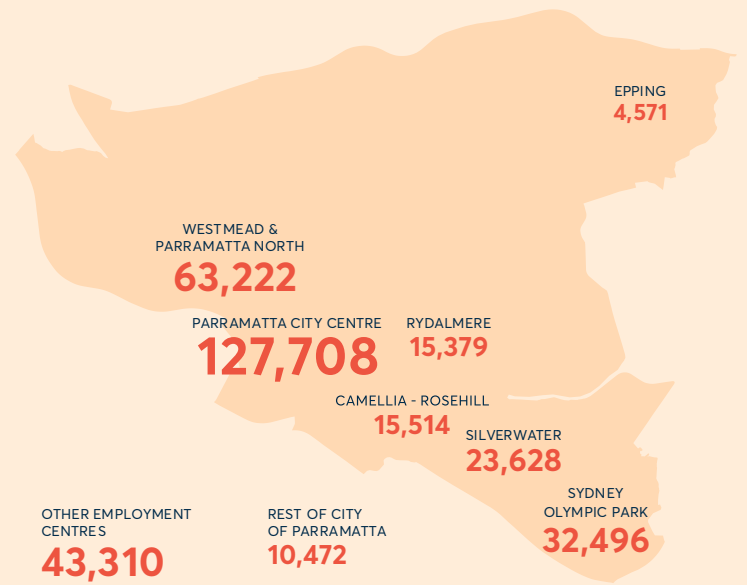 EPPING
4,571
WESTMEAD &
PARRAMATTA NORTH
63,222
PARRAMATTA CITY CENTRE
127,708
RYDALMERE
15,379
CAMELLIA - ROSEHILL
15,514
SILVERWATER
23,628
SYDNEY
OLYMPIC PARK
32,496
OTHER EMPLOYMENT
CENTRES
43,310
REST OF CITY
OF PARRAMATTA
10,472